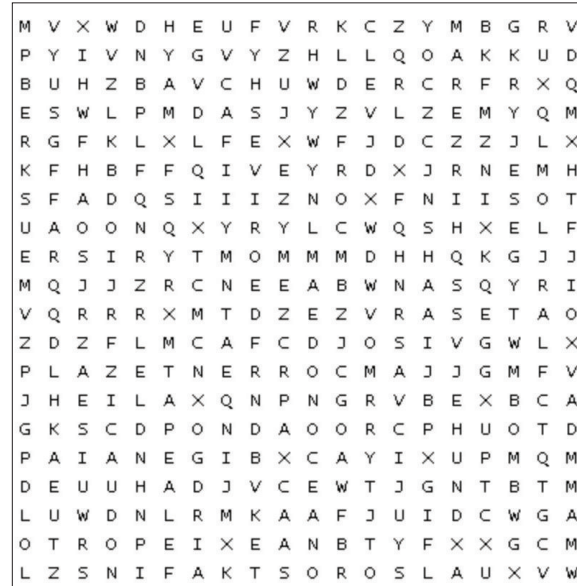 M V X W D H E U F V R K C Z Y M B G R V
P Y I V N Y G V Y Z H L L Q O A K K U D
B U H Z B A V C H U W D E R C R F R X Q
E S W L P M D A S J Y Z V L Z E M Y Q M
R G F K L X L F E X W F J D C Z Z J L X
K F H B F F Q I V E Y R D X J R N E M H
S F A D Q S I I I Z N O X F N I I S O T
U A O O N Q X Y R Y L C W Q S H X E L F
E R S I R Y T M O M M M D H H Q K G J J
M Q J J Z R C N E E A B W N A S Q Y R I
V Q R R R X M T D Z E Z V R A S E T A O
Z D Z F L M C A F C D J O S I V G W L X
P L A Z E T N E R R O C M A J J G M F V
J H E I L A X Q N P N G R V B E X B C A
G K S C D P O N D A O O R C P H U O T D
P A I A N E G I B X C A Y I X U P M Q M
D E U U H A D J V C E W T J G N T B T M
L U W D N L R M K A A F J U I D C W G A
O T R O P E I X E A N B T Y F X X G C M
L Z S N I F A K T S O R O S L A U X V W